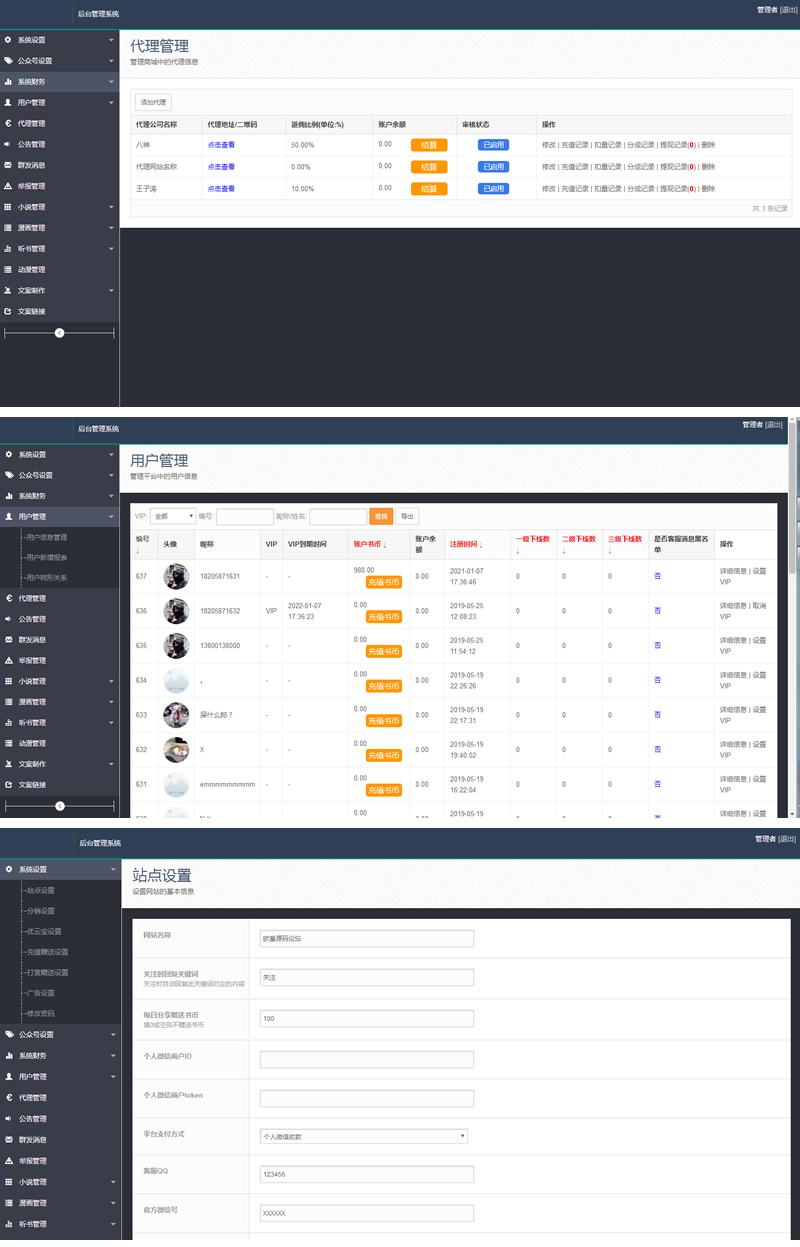 后台管理系统
管理者 [退出]
系统设置
公众号设置
系统财务
用户管理
代理管理
公告管理
群发消息
举报管理
小说管理
漫画管理
听书管理
动漫管理
文案制作
文案链接
代理管理
管理商城中的代理信息
添加代理
代理公司名称 代理地址/二维码 返佣比例(单位:%) 账户余额 审核状态 操作
八神 点击查看 50.00% 0.00 结算 已启用 修改 | 充值记录 | 扣量记录 | 分成记录 | 提现记录(0) | 删除
代理网站名称 点击查看 0.00% 0.00 结算 已启用 修改 | 充值记录 | 扣量记录 | 分成记录 | 提现记录(0) | 删除
王子涛 点击查看 10.00% 0.00 结算 已启用 修改 | 充值记录 | 扣量记录 | 分成记录 | 提现记录(0) | 删除
共 3 条记录
后台管理系统
管理者 [退出]
系统设置
公众号设置
系统财务
用户管理
用户信息管理
用户新增报表
用户树形关系
代理管理
公告管理
群发消息
举报管理
小说管理
漫画管理
听书管理
动漫管理
文案制作
文案链接
用户管理
管理平台中的用户信息
VIP: 全部 编号: 昵称/姓名: 查询 导出
编号↓ 头像 昵称 VIP VIP到期时间 账户书币↓ 账户余额 注册时间↓ 一级下线数↓ 二级下线数↓ 三级下线数↓ 是否客服消息黑名单 操作
637 18205871631 - - 980.00 充值书币 0.00 2021-01-07 17:36:46 0 0 0 否 详细信息 | 设置VIP
636 18205871632 VIP 2022-01-07 17:36:23 0.00 充值书币 0.00 2019-05-25 12:08:23 0 0 0 否 详细信息 | 取消VIP
635 13800138000 - - 0.00 充值书币 0.00 2019-05-25 11:54:12 0 0 0 否 详细信息 | 设置VIP
634 - - 0.00 充值书币 0.00 2019-05-19 22:26:26 0 0 0 否 详细信息 | 设置VIP
633 屎什么郎？ - - 0.00 充值书币 0.00 2019-05-19 22:17:31 0 0 0 否 详细信息 | 设置VIP
632 X - - 0.00 充值书币 0.00 2019-05-19 19:40:02 0 0 0 否 详细信息 | 设置VIP
631 emmmmmmmmm - - 0.00 充值书币 0.00 2019-05-19 16:22:04 0 0 0 否 详细信息 | 设置VIP
0.00 2019-05-19 详细信息 | 设置
后台管理系统
管理者 [退出]
系统设置
站点设置
分销设置
优云宝设置
充值赠送设置
打赏赠送设置
广告设置
修改密码
公众号设置
系统财务
用户管理
代理管理
公告管理
群发消息
举报管理
小说管理
漫画管理
听书管理
站点设置
设置网站的基本信息
网站名称 欧皇源码论坛
关注时回复关键词 关注
关注时自动回复此关键词对应的内容
每日分享赠送书币 100
填0或空则不赠送书币
个人微信商户ID
个人微信商户token
平台支付方式 个人微信收款
客服QQ 123456
官方微信号 XXXXXX